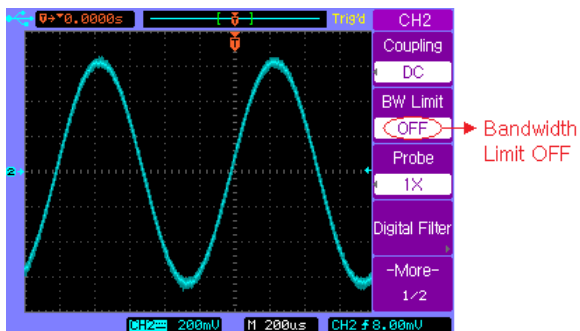 0.0000s
T
Trig'd
CH2
T
Coupling
DC
BW Limit
OFF
Bandwidth
Limit OFF
Probe
2
1X
Digital Filter
-More-
1/2
CH2 200mV
M 200us
CH2 8.00mV